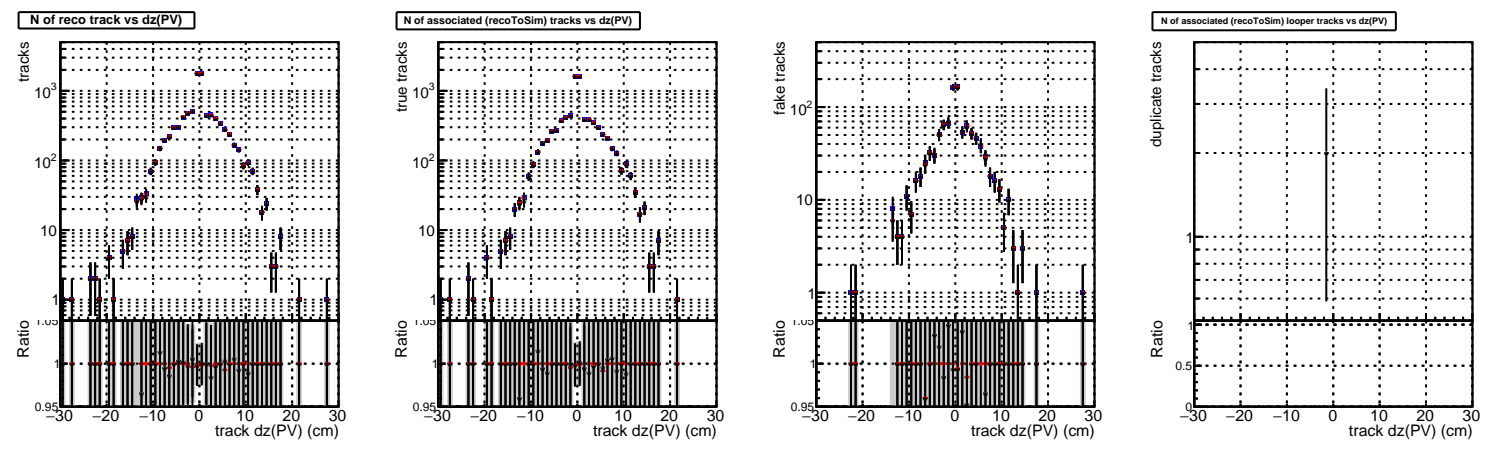 N of reco track vs dz(PV)
tracks
10³
10²
10
1
1.05
Ratio
1
0.95
−30 −20 −10 0 10 20 30
track dz(PV) (cm)
N of associated (recoToSim) tracks vs dz(PV)
true tracks
10³
10²
10
1
1.05
Ratio
1
0.95
−30 −20 −10 0 10 20 30
track dz(PV) (cm)
fake tracks
10²
10
1
1.05
Ratio
1
0.95
−30 −20 −10 0 10 20 30
track dz(PV) (cm)
N of associated (recoToSim) looper tracks vs dz(PV)
duplicate tracks
1
Ratio
1
0.5
0
−30 −20 −10 0 10 20 30
track dz(PV) (cm)